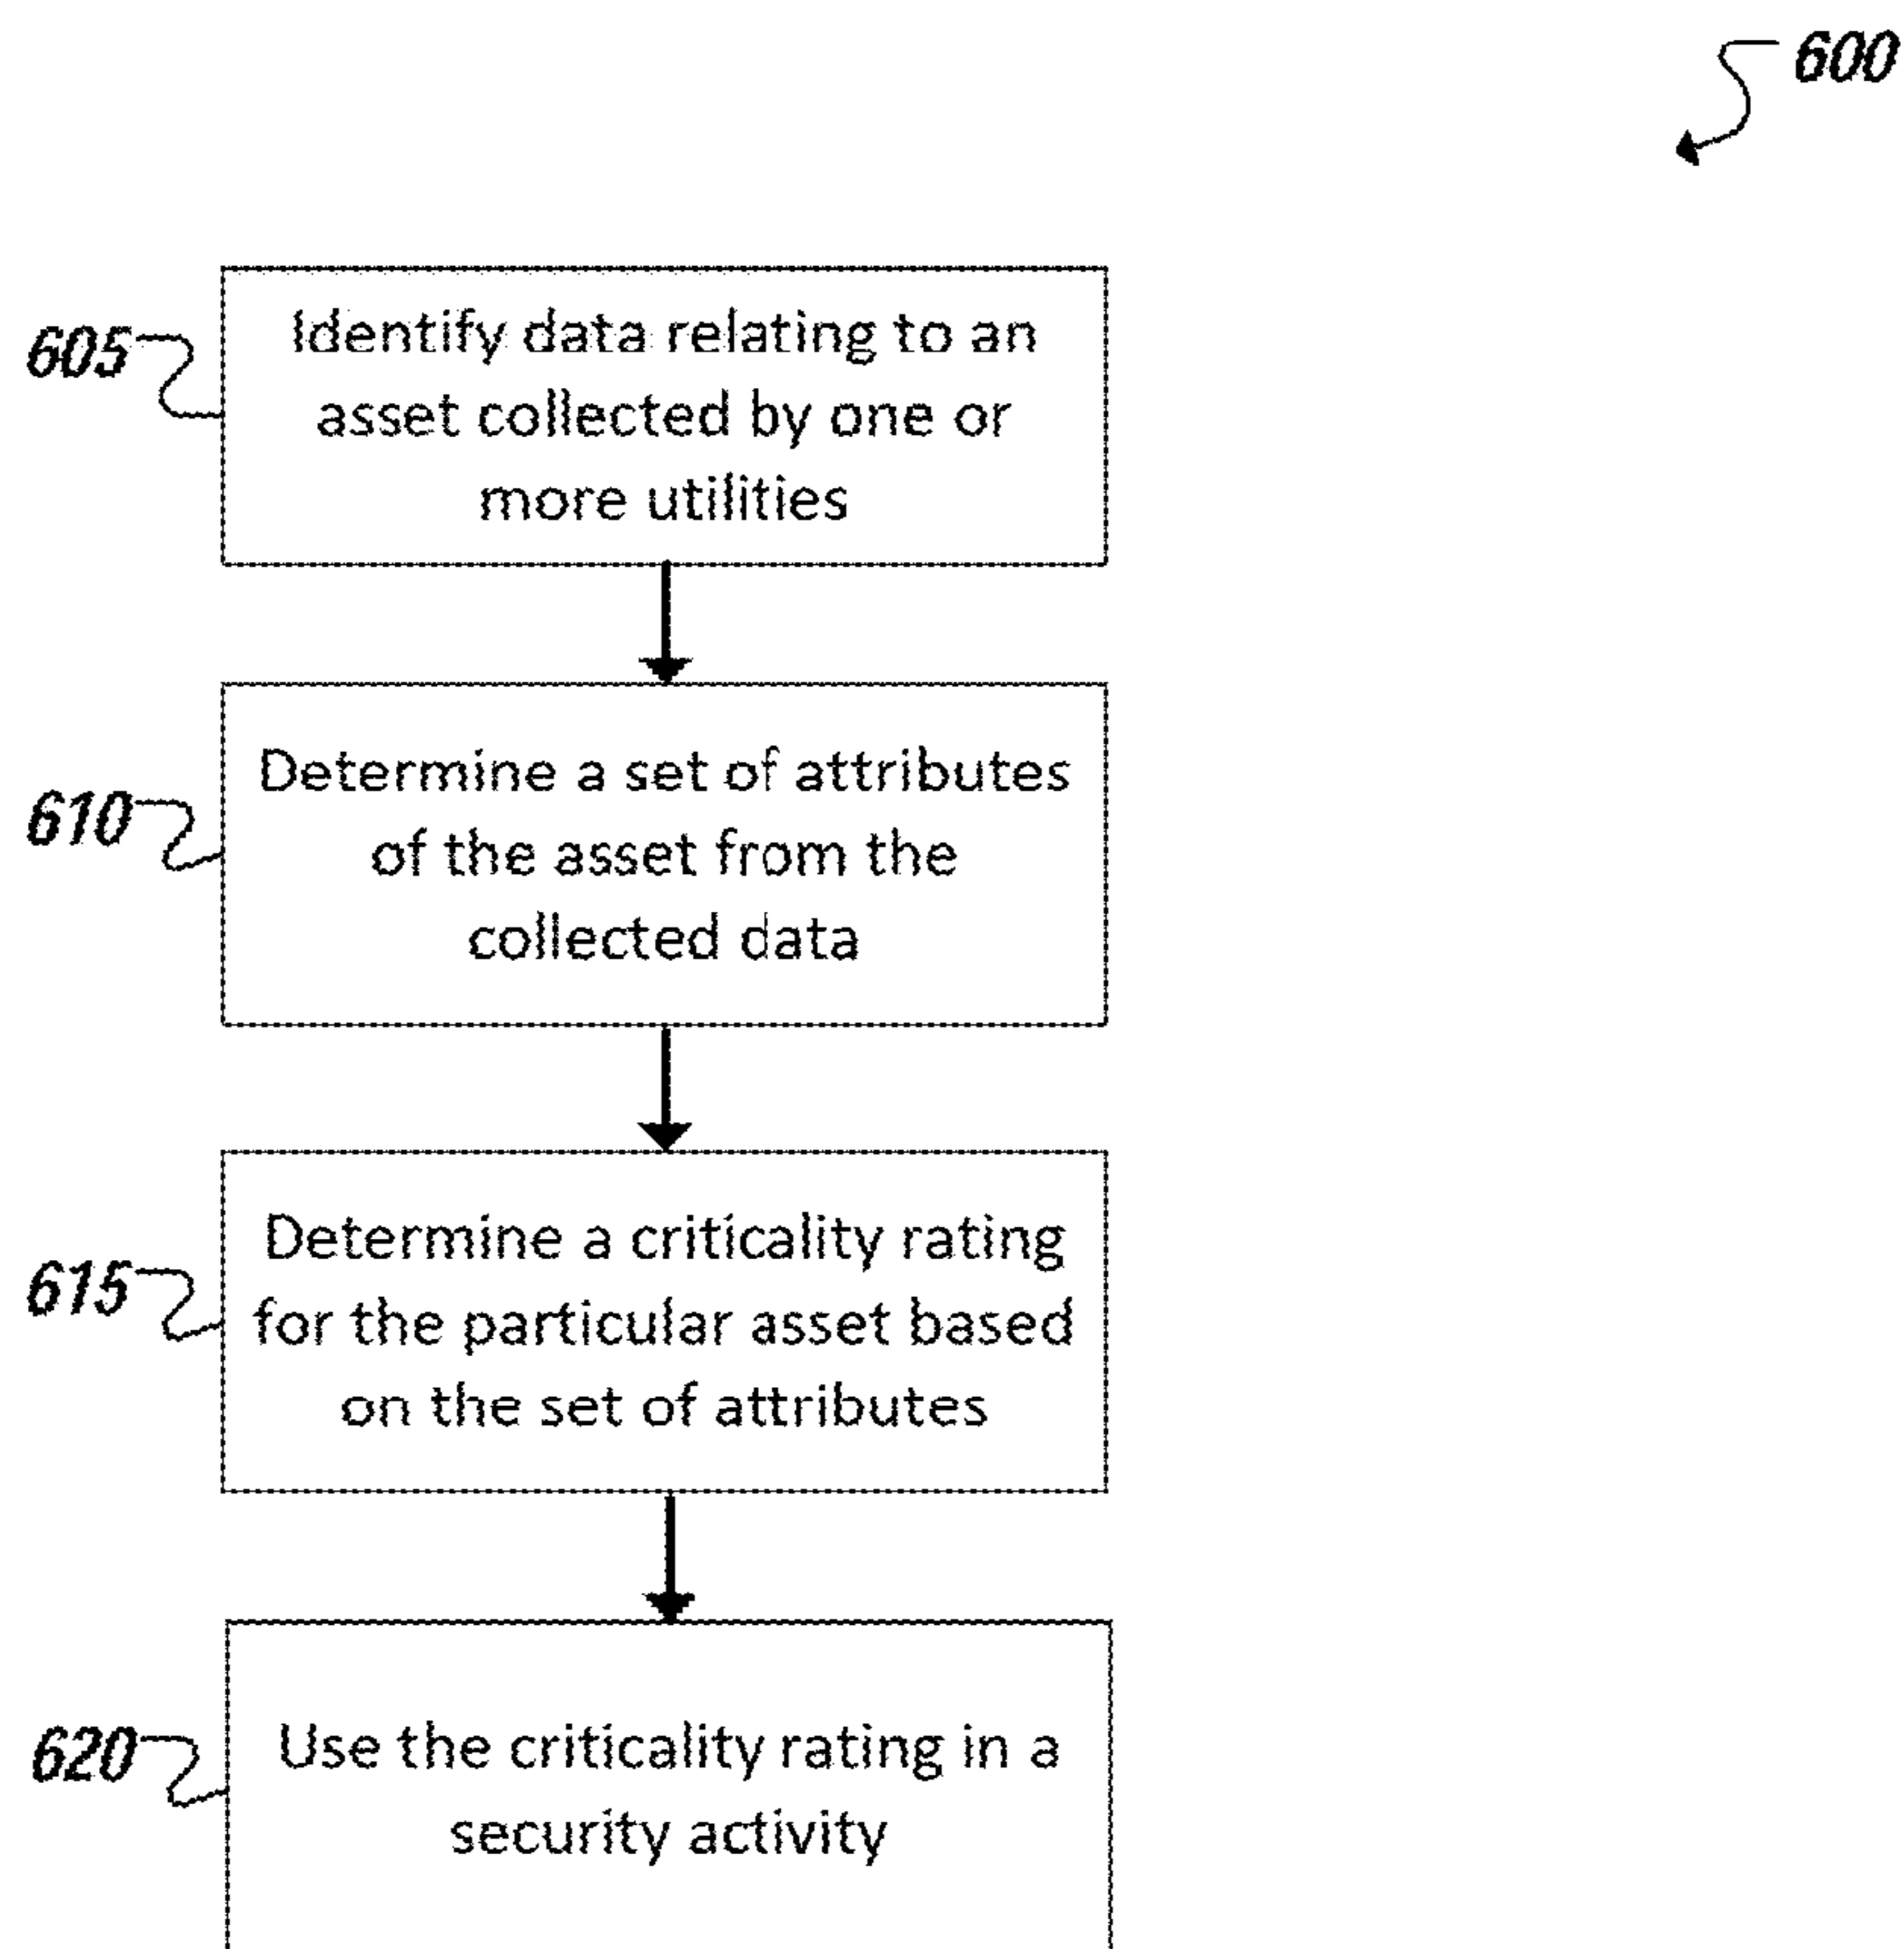 600
605
Identify data relating to an
asset collected by one or
more utilities
610
Determine a set of attributes
of the asset from the
collected data
615
Determine a criticality rating
for the particular asset based
on the set of attributes
620
Use the criticality rating in a
security activity